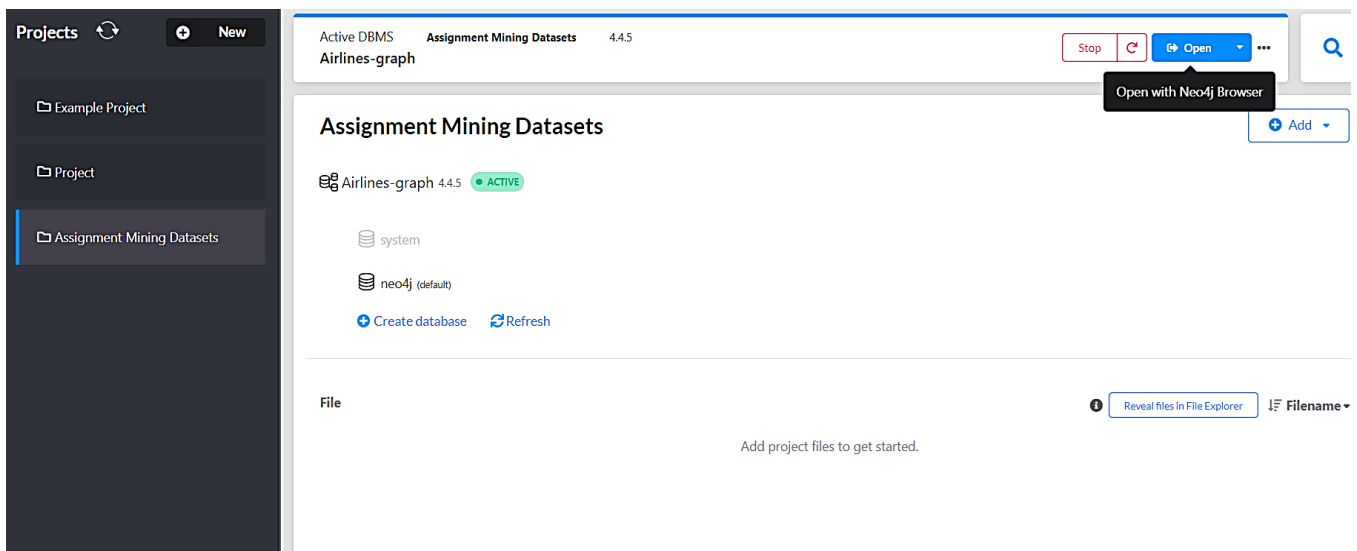 Projects
New
Example Project
Project
Assignment Mining Datasets
Active DBMS Assignment Mining Datasets 4.4.5
Airlines-graph
Stop
Open
Open with Neo4j Browser
Assignment Mining Datasets
Add
Airlines-graph 4.4.5 ACTIVE
system
neo4j (default)
Create database Refresh
File
Reveal files in File Explorer Filename
Add project files to get started.